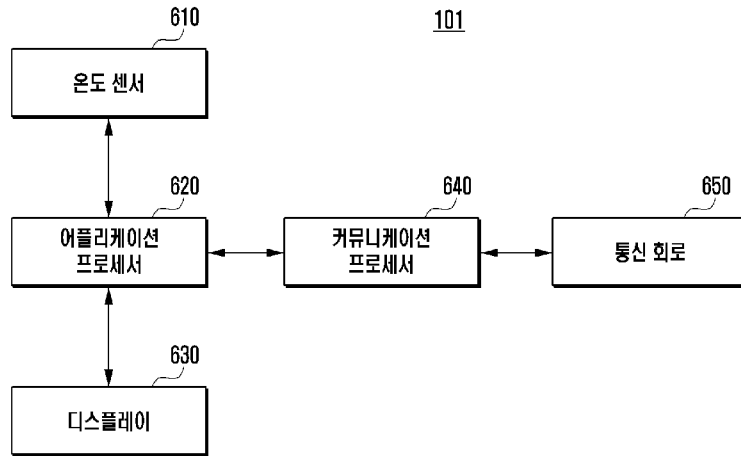 610
101
온도 센서
620
640
650
어플리케이션
프로세서
커뮤니케이션
프로세서
통신 회로
630
디스플레이